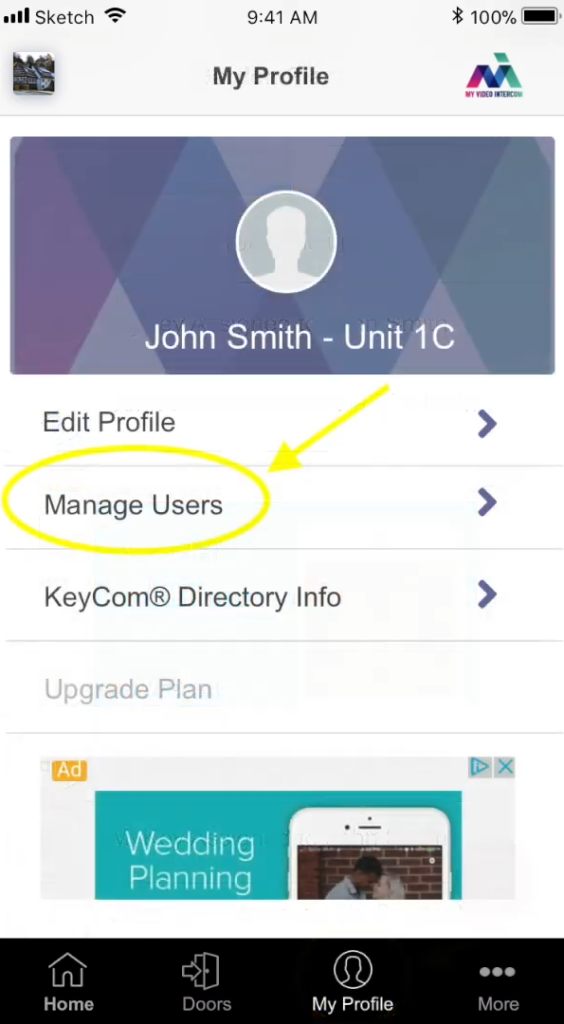 Sketch 9:41 AM 100%
My Profile
MY VIDEO INTERCOM
John Smith - Unit 1C
Edit Profile
Manage Users
KeyCom® Directory Info
Upgrade Plan
Ad
Wedding
Planning
Home Doors My Profile More